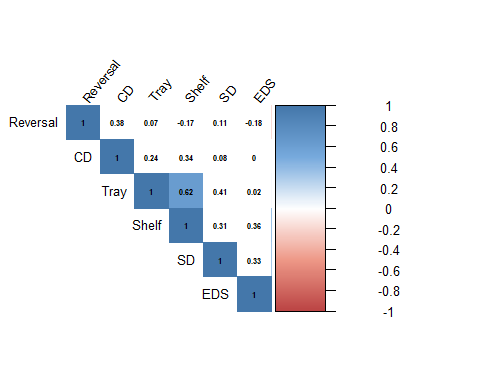 Reversal CD Tray Shelf SD EDS
Reversal 1 0.38 0.07 -0.17 0.11 -0.18
CD 1 0.24 0.34 0.08 0
Tray 1 0.62 0.41 0.02
Shelf 1 0.31 0.36
SD 1 0.33
EDS 1
1
0.8
0.6
0.4
0.2
0
-0.2
-0.4
-0.6
-0.8
-1